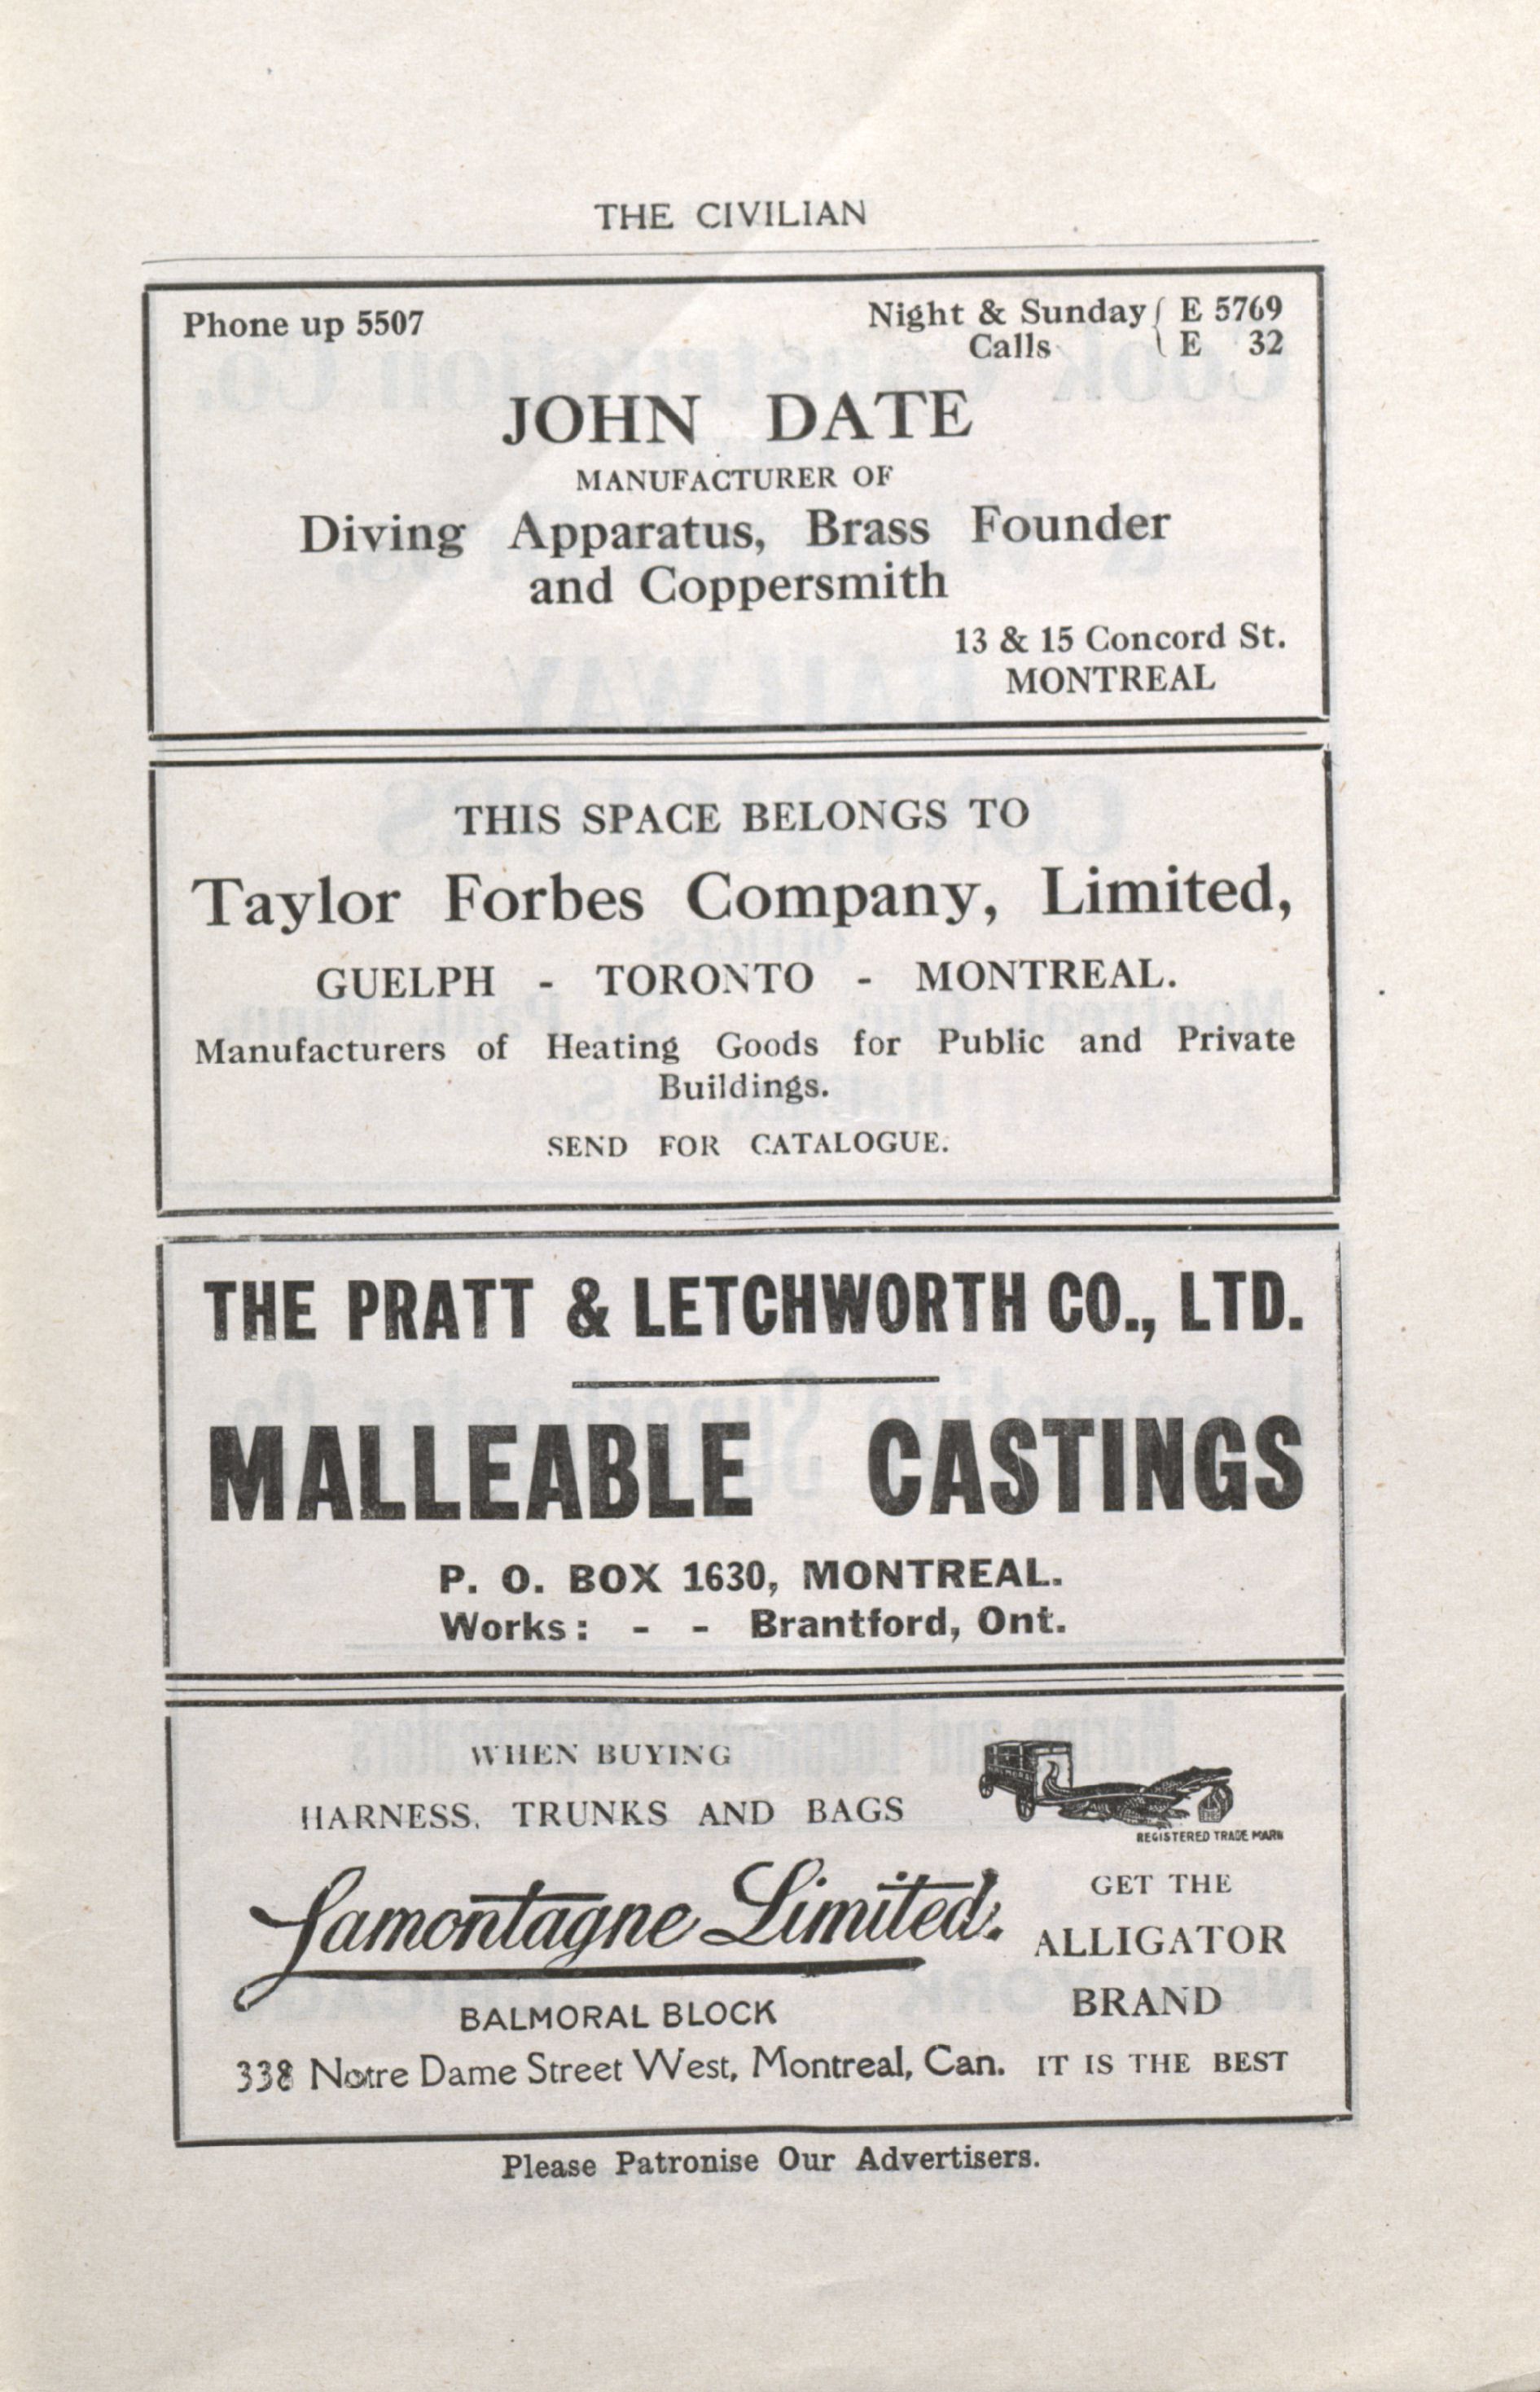 THE CIVILIAN
Phone up 5507
Night & Sunday { E 5769
Calls { E 32
JOHN DATE
MANUFACTURER OF
Diving Apparatus, Brass Founder
and Coppersmith
13 & 15 Concord St.
MONTREAL
THIS SPACE BELONGS TO
Taylor Forbes Company, Limited,
GUELPH - TORONTO - MONTREAL.
Manufacturers of Heating Goods for Public and Private
Buildings.
SEND FOR CATALOGUE.
THE PRATT & LETCHWORTH CO., LTD.
MALLEABLE CASTINGS
P. O. BOX 1630, MONTREAL.
Works: - - Brantford, Ont.
WHEN BUYING
HARNESS, TRUNKS AND BAGS
BALMORAL
REGISTERED TRADE MARK
Lamontagne Limited.
BALMORAL BLOCK
338 Notre Dame Street West, Montreal, Can.
GET THE
ALLIGATOR
BRAND
IT IS THE BEST
Please Patronise Our Advertisers.